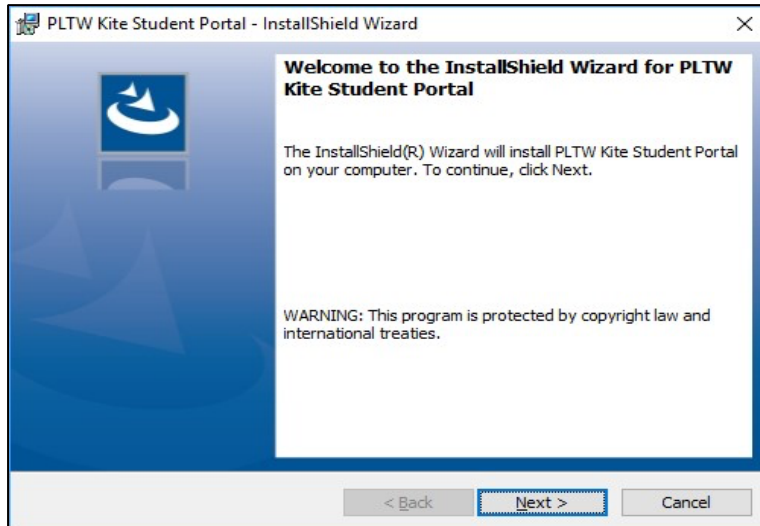 PLTW Kite Student Portal - InstallShield Wizard
Welcome to the InstallShield Wizard for PLTW
Kite Student Portal
The InstallShield(R) Wizard will install PLTW Kite Student Portal
on your computer. To continue, click Next.
WARNING: This program is protected by copyright law and
international treaties.
< Back
Next >
Cancel